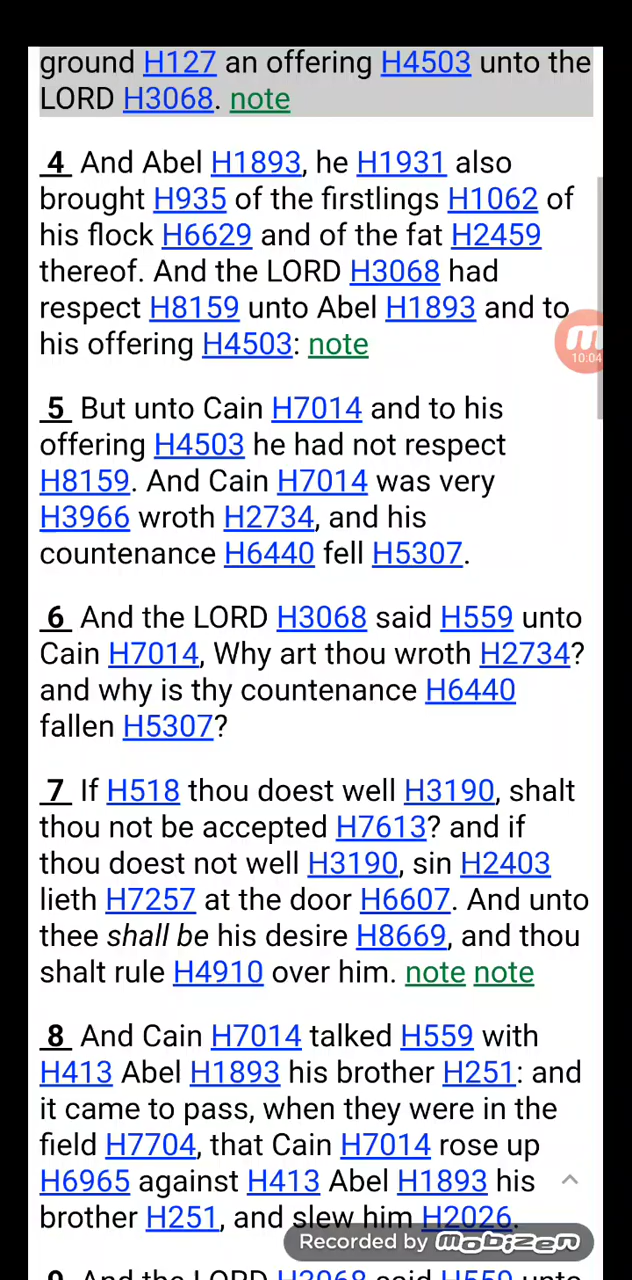 ground H127 an offering H4503 unto the
LORD H3068. note
4 And Abel H1893, he H1931 also
brought H935 of the firstlings H1062 of
his flock H6629 and of the fat H2459
thereof. And the LORD H3068 had
respect H8159 unto Abel H1893 and to
his offering H4503: note
m
10:04
5 But unto Cain H7014 and to his
offering H4503 he had not respect
H8159. And Cain H7014 was very
H3966 wroth H2734, and his
countenance H6440 fell H5307.
6 And the LORD H3068 said H559 unto
Cain H7014, Why art thou wroth H2734?
and why is thy countenance H6440
fallen H5307?
7 If H518 thou doest well H3190, shalt
thou not be accepted H7613? and if
thou doest not well H3190, sin H2403
lieth H7257 at the door H6607. And unto
thee shall be his desire H8669, and thou
shalt rule H4910 over him. note note
8 And Cain H7014 talked H559 with
H413 Abel H1893 his brother H251: and
it came to pass, when they were in the
field H7704, that Cain H7014 rose up
H6965 against H413 Abel H1893 his
brother H251, and slew him H2026.
Recorded by mobizen
9 And the LORD H3068 said H559 unto